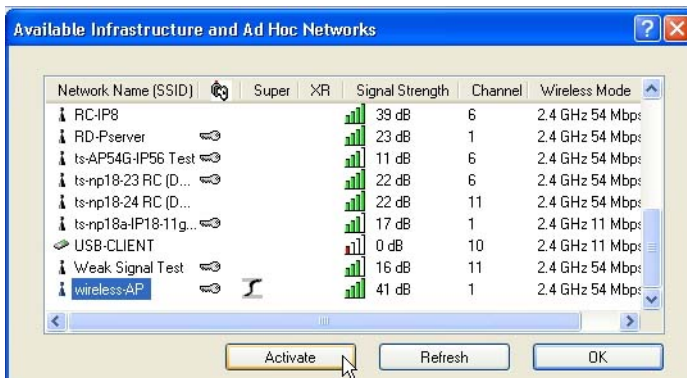 Available Infrastructure and Ad Hoc Networks
Network Name (SSID) Super XR Signal Strength Channel Wireless Mode
RC-IP8 39 dB 6 2.4 GHz 54 Mbps
RD-Pserver 23 dB 1 2.4 GHz 54 Mbps
ts-AP54G-IP56 Test 11 dB 6 2.4 GHz 54 Mbps
ts-np18-23 RC (D... 22 dB 6 2.4 GHz 54 Mbps
ts-np18-24 RC (D... 22 dB 11 2.4 GHz 54 Mbps
ts-np18a-IP18-11g... 17 dB 1 2.4 GHz 11 Mbps
USB-CLIENT 0 dB 10 2.4 GHz 11 Mbps
Weak Signal Test 16 dB 11 2.4 GHz 54 Mbps
wireless-AP 41 dB 1 2.4 GHz 54 Mbps
Activate Refresh OK